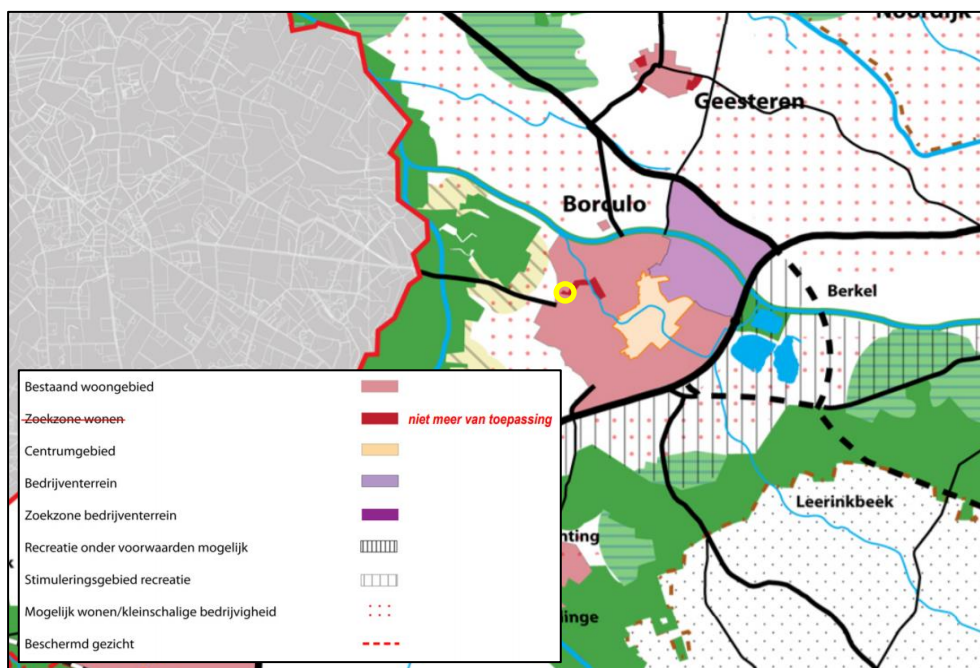 Noordijk
Geesteren
Borculo
Berkel
Leerinkbeek
nting
inge
k
Bestaand woongebied
Zoekzone wonen niet meer van toepassing
Centrumgebied
Bedrijventerrein
Zoekzone bedrijventerrein
Recreatie onder voorwaarden mogelijk
Stimuleringsgebied recreatie
Mogelijk wonen/kleinschalige bedrijvigheid
Beschermd gezicht